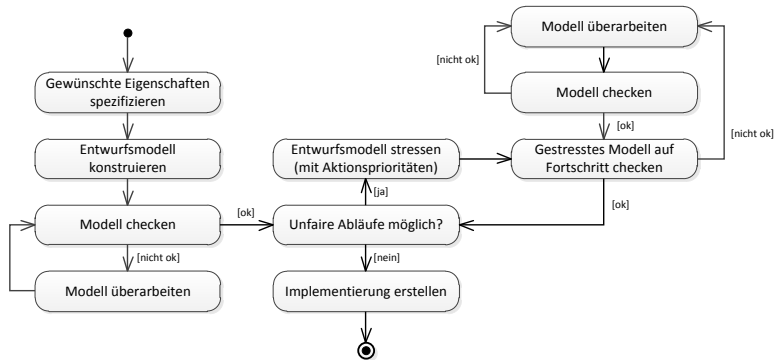 Modell überarbeiten
[nicht ok]
Modell checken
[ok]
[nicht ok]
Gewünschte Eigenschaften
spezifizieren
Entwurfsmodell
konstruieren
Entwurfsmodell stressen
(mit Aktionsprioritäten)
Gestresstes Modell auf
Fortschritt checken
[ja]
[ok]
Modell checken
[ok]
Unfaire Abläufe möglich?
[nicht ok]
[nein]
Modell überarbeiten
Implementierung erstellen